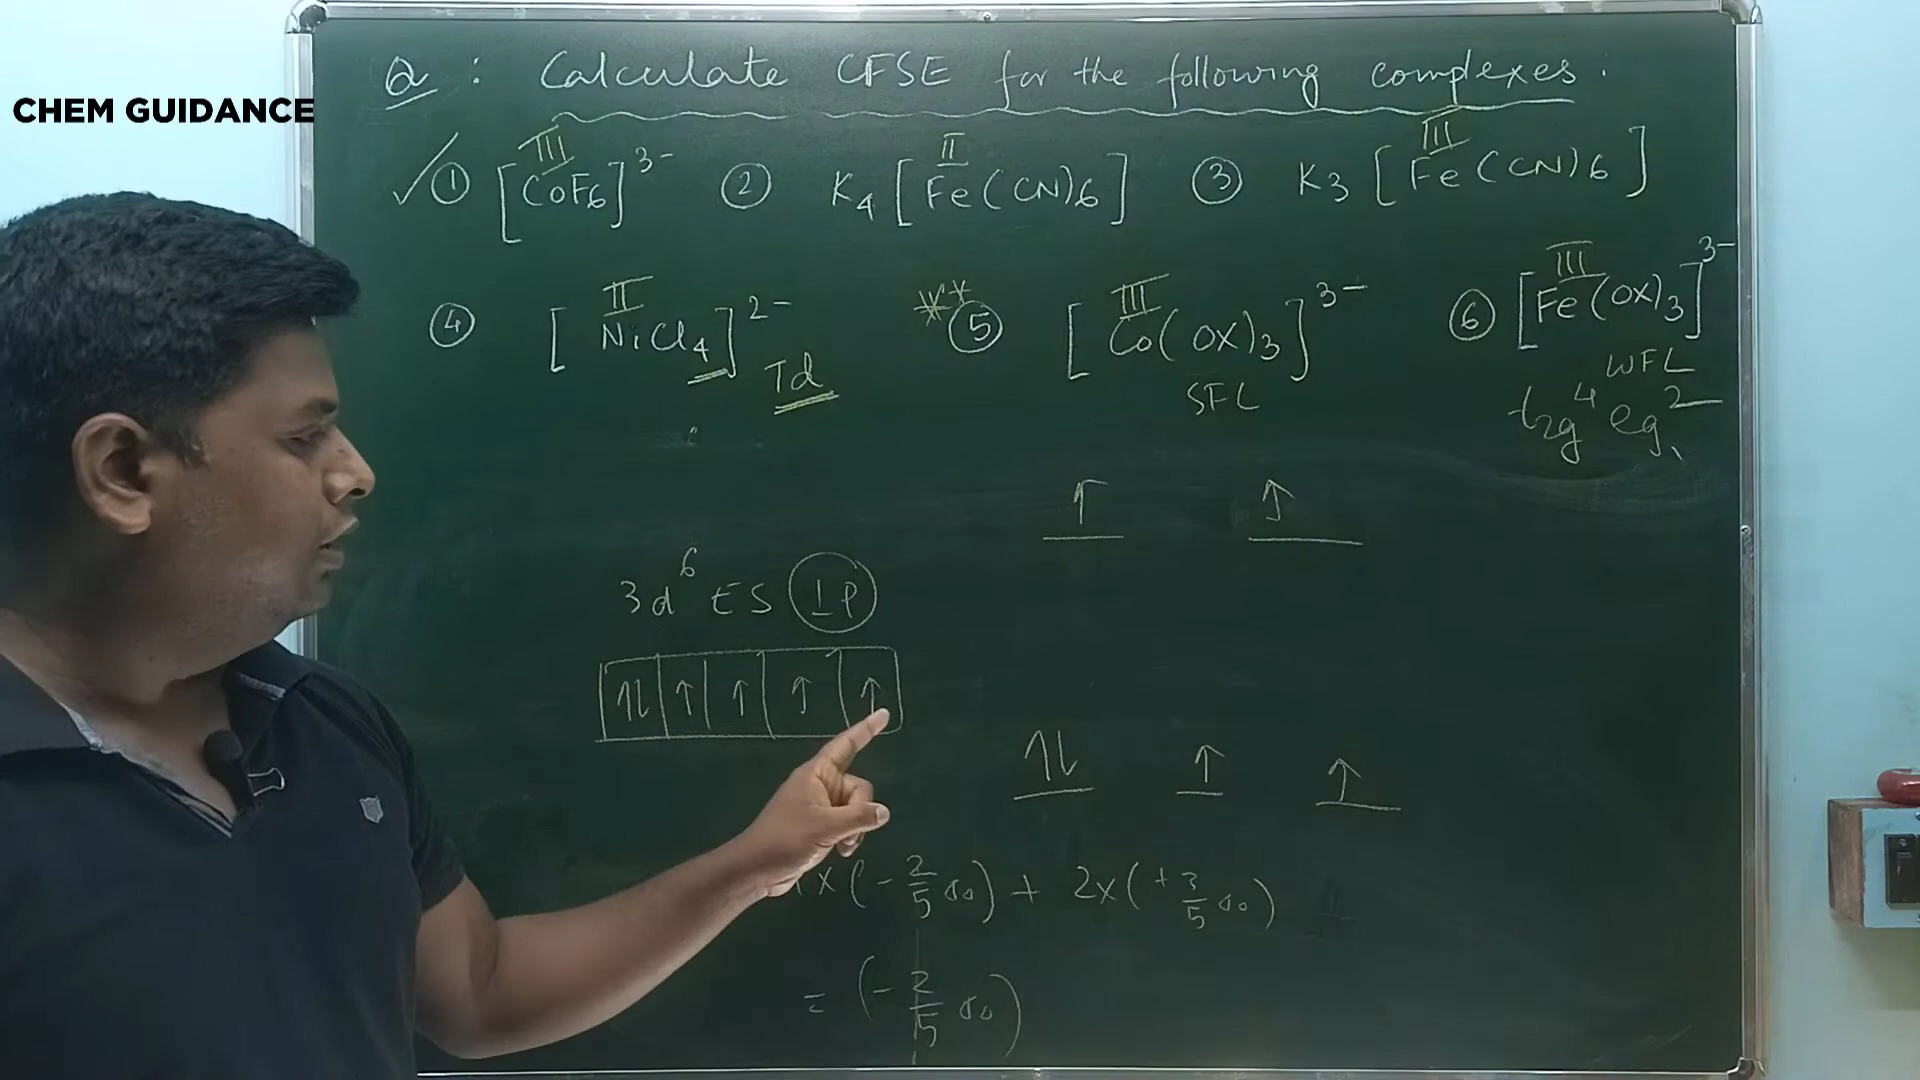 Q : Calculate CFSE for the following complexes :
CHEM GUIDANCE
✓ ① [CoF6]3- ② K4 [Fe(CN)6] ③ K3 [Fe(CN)6]
III II III
④ [NiCl4]2- Td ** ⑤ [Co(OX)3]3- ⑥ [Fe(OX)3]3-
II III III
SFL WFL
t2g4 eg2
↑ ↑
3d6 ES 1P
↑↓ ↑ ↑ ↑ ↑
↑↓ ↑ ↑
x(-2/5 Δo) + 2x(+3/5 Δo)
= (-2/5 Δo)